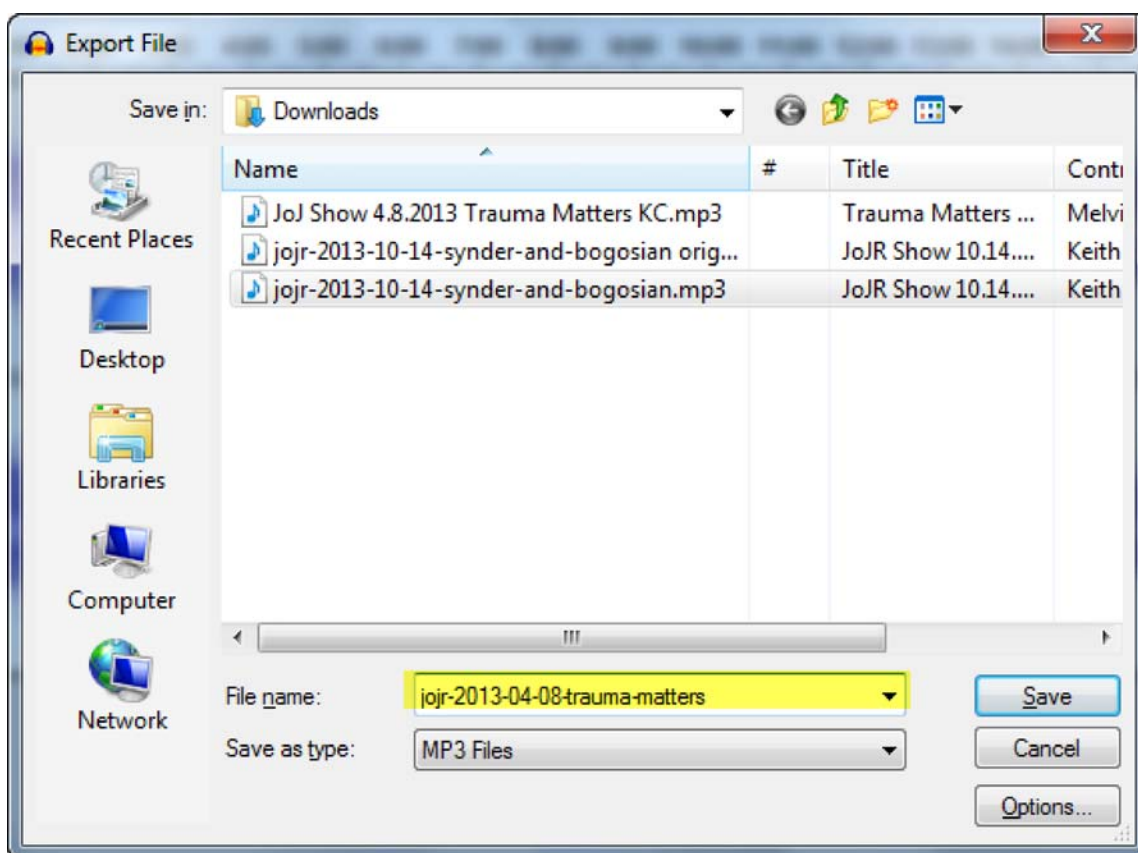 Export File
x
Save in:
Downloads
Name # Title Contr
JoJ Show 4.8.2013 Trauma Matters KC.mp3 Trauma Matters ... Melvi
jojr-2013-10-14-synder-and-bogosian orig... JoJR Show 10.14.... Keith
jojr-2013-10-14-synder-and-bogosian.mp3 JoJR Show 10.14.... Keith
Recent Places
Desktop
Libraries
Computer
Network
File name: jojr-2013-04-08-trauma-matters Save
Save as type: MP3 Files Cancel
Options...